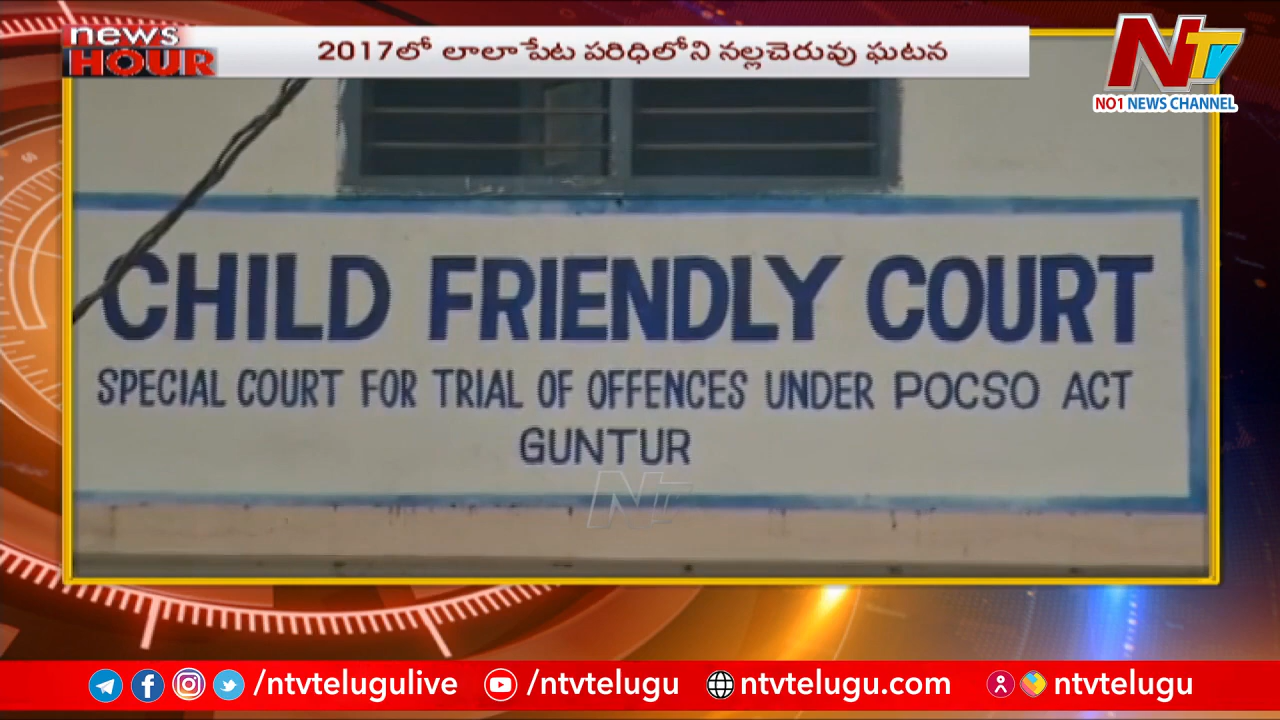 news
HOUR
2017లో లాలాపేట పరిధిలోని నల్లచెరువు ఘటన
NTV
NO1 NEWS CHANNEL
CHILD FRIENDLY COURT
SPECIAL COURT FOR TRIAL OF OFFENCES UNDER POCSO ACT
GUNTUR
NTV
/ntvtelugulive /ntvtelugu ntvtelugu.com ntvtelugu